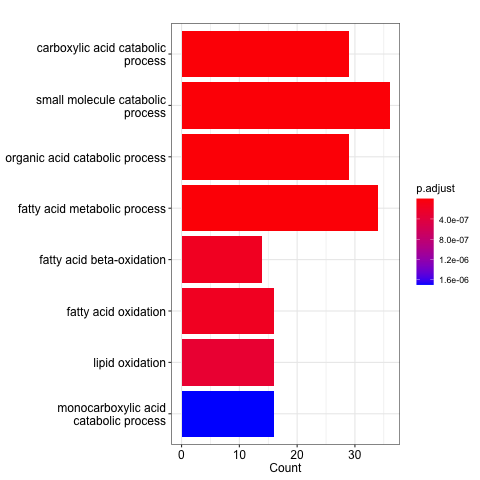 carboxylic acid catabolic
process
small molecule catabolic
process
organic acid catabolic process
fatty acid metabolic process
fatty acid beta-oxidation
fatty acid oxidation
lipid oxidation
monocarboxylic acid
catabolic process
0 10 20 30
Count
p.adjust
4.0e-07
8.0e-07
1.2e-06
1.6e-06